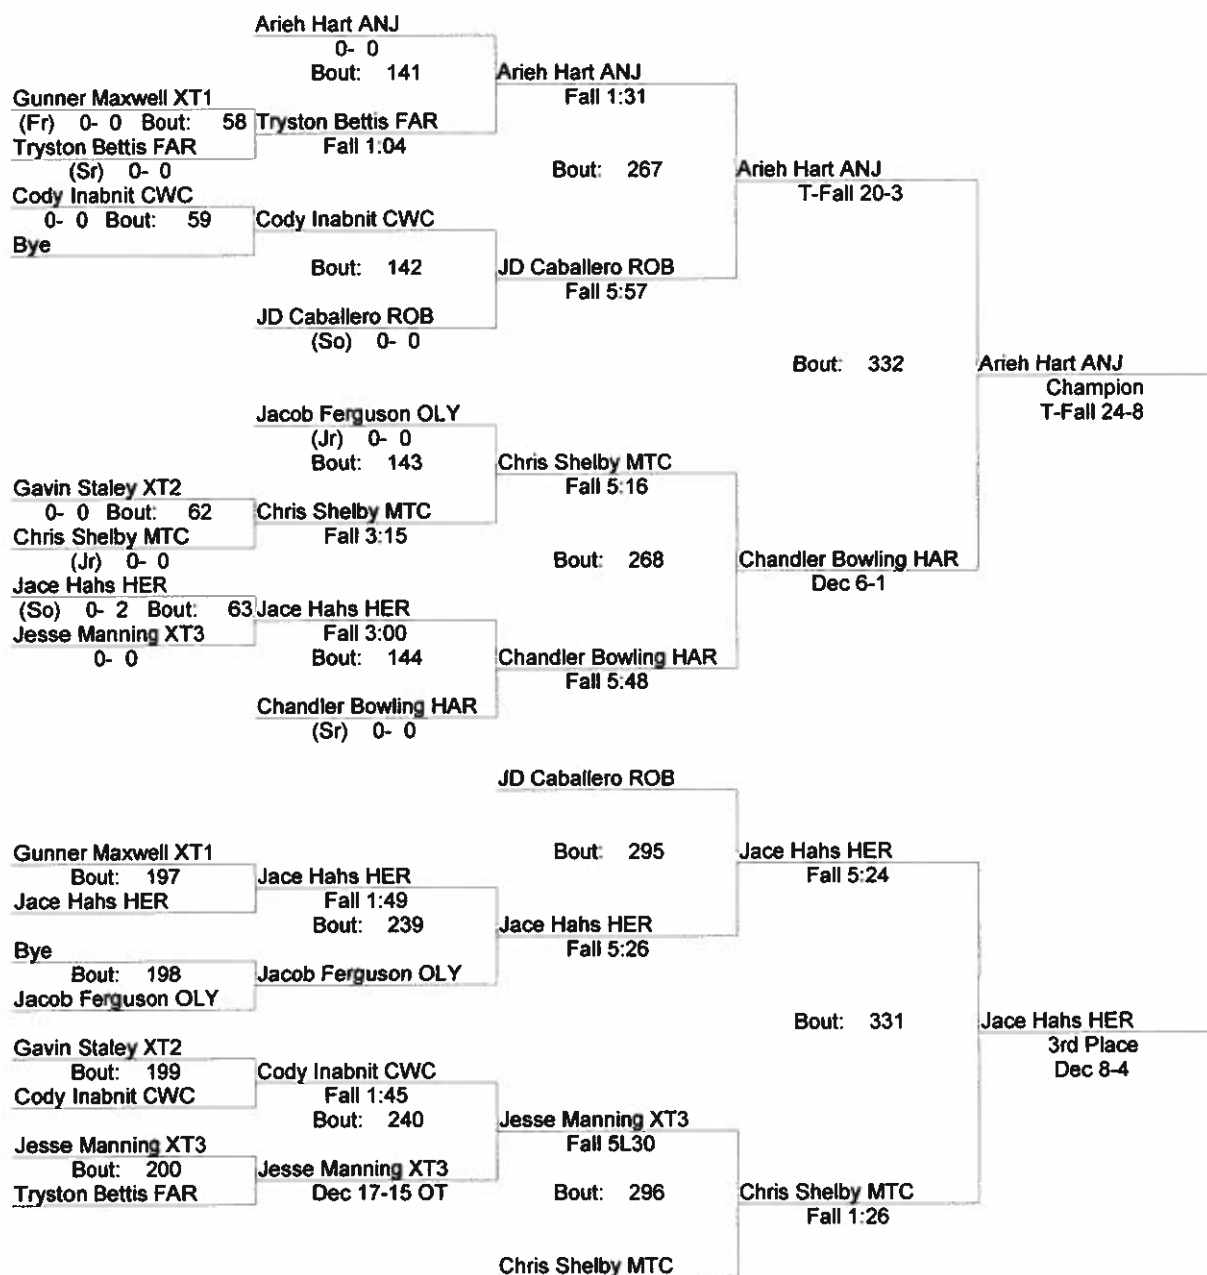 Arieh Hart ANJ
0- 0
Bout: 141
Arieh Hart ANJ
Fall 1:31
Gunner Maxwell XT1
(Fr) 0- 0 Bout: 58
Tryston Bettis FAR
Fall 1:04
Tryston Bettis FAR
(Sr) 0- 0
Bout: 267
Arieh Hart ANJ
T-Fall 20-3
Cody Inabnit CWC
0- 0 Bout: 59
Cody Inabnit CWC
Bye
Bout: 142
JD Caballero ROB
Fall 5:57
JD Caballero ROB
(So) 0- 0
Bout: 332
Arieh Hart ANJ
Champion
T-Fall 24-8
Jacob Ferguson OLY
(Jr) 0- 0
Bout: 143
Chris Shelby MTC
Fall 5:16
Gavin Staley XT2
0- 0 Bout: 62
Chris Shelby MTC
Fall 3:15
Chris Shelby MTC
(Jr) 0- 0
Bout: 268
Chandler Bowling HAR
Dec 6-1
Jace Hahs HER
(So) 0- 2 Bout: 63
Jace Hahs HER
Fall 3:00
Jesse Manning XT3
0- 0
Bout: 144
Chandler Bowling HAR
Fall 5:48
Chandler Bowling HAR
(Sr) 0- 0
JD Caballero ROB
Bout: 295
Jace Hahs HER
Fall 5:24
Gunner Maxwell XT1
Bout: 197
Jace Hahs HER
Fall 1:49
Jace Hahs HER
Bout: 239
Jace Hahs HER
Fall 5:26
Bye
Bout: 198
Jacob Ferguson OLY
Jacob Ferguson OLY
Bout: 331
Jace Hahs HER
3rd Place
Dec 8-4
Gavin Staley XT2
Bout: 199
Cody Inabnit CWC
Fall 1:45
Cody Inabnit CWC
Bout: 240
Jesse Manning XT3
Fall 5L30
Jesse Manning XT3
Bout: 200
Jesse Manning XT3
Dec 17-15 OT
Tryston Bettis FAR
Bout: 296
Chris Shelby MTC
Fall 1:26
Chris Shelby MTC